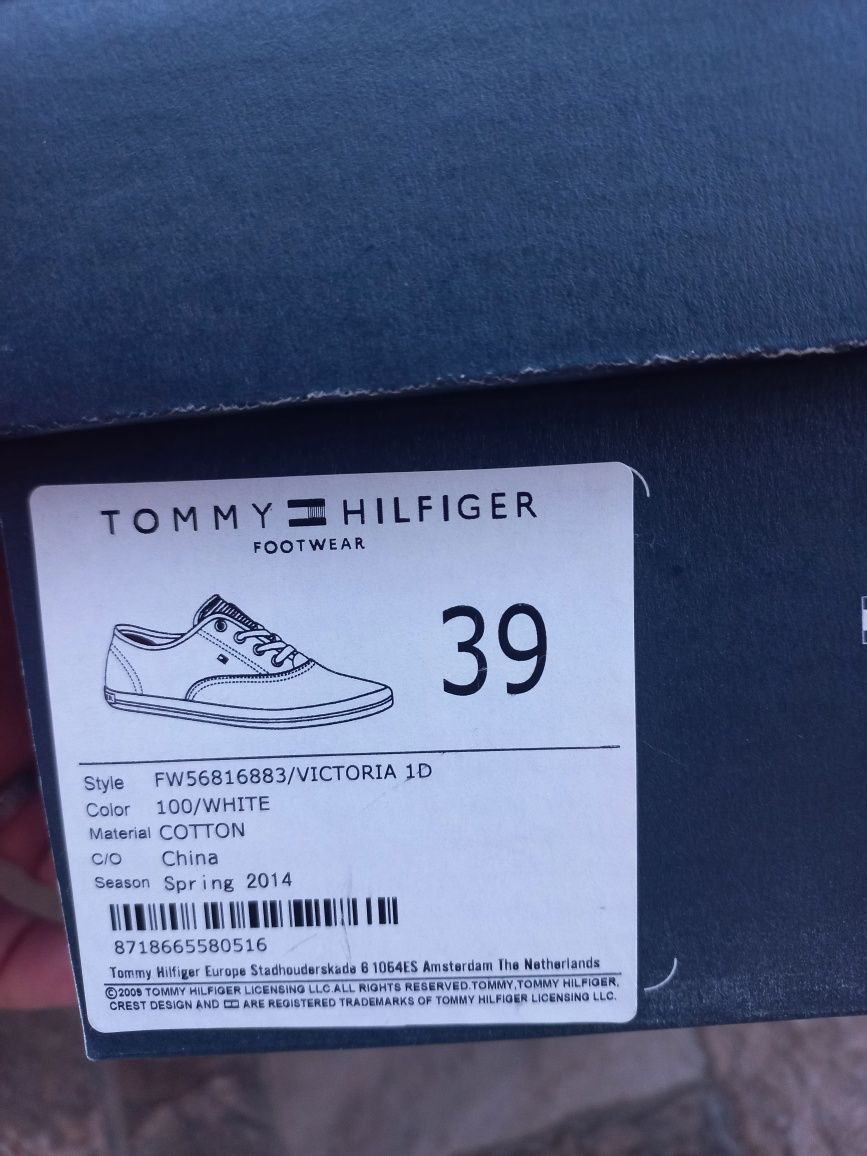 TOMMY HILFIGER
FOOTWEAR
39
Style FW56816883/VICTORIA 1D
Color 100/WHITE
Material COTTON
C/O China
Season Spring 2014
8718665580516
Tommy Hilfiger Europe Stadhouderskade 6 1064ES Amsterdam The Netherlands
©2009 TOMMY HILFIGER LICENSING LLC.ALL RIGHTS RESERVED.TOMMY,TOMMY HILFIGER,
CREST DESIGN AND ARE REGISTERED TRADEMARKS OF TOMMY HILFIGER LICENSING LLC.